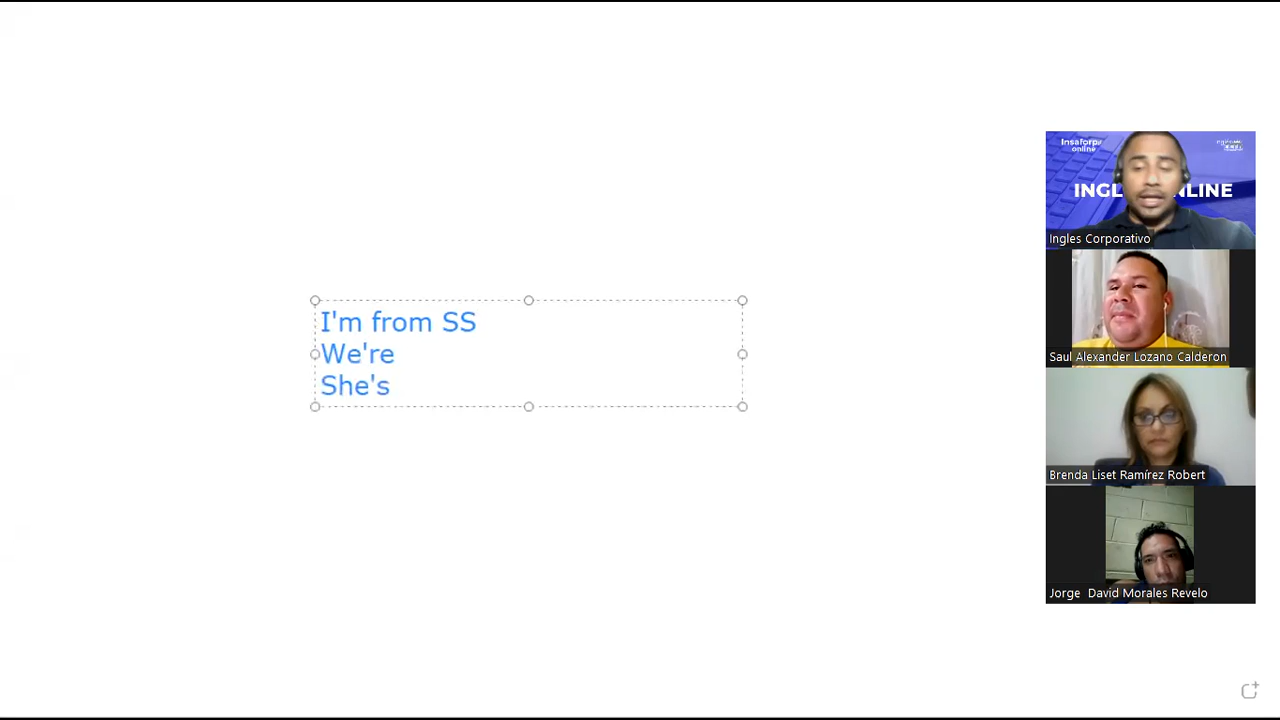 I'm from SS
We're
She's
Insaforp
online
INGL NLINE
Ingles Corporativo
Saul Alexander Lozano Calderon
Brenda Liset Ramírez Robert
Jorge David Morales Revelo